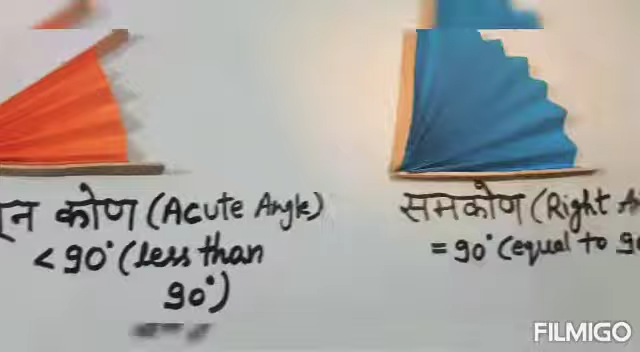 कोण (Acute Angle)
< 90° (less than
90°)
समकोण (Right
= 90° (equal to
FILMIGO